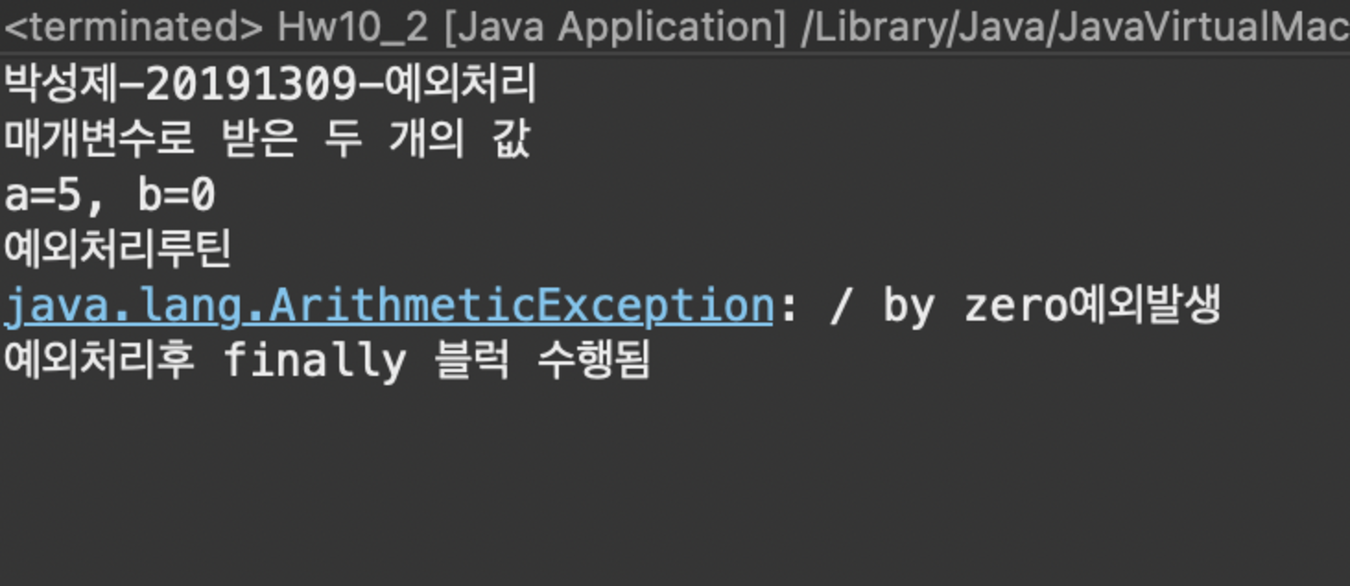 <terminated> Hw10_2 [Java Application] /Library/Java/JavaVirtualMac
박성제-20191309-예외처리
매개변수로 받은 두 개의 값
a=5, b=0
예외처리루틴
java.lang.ArithmeticException: / by zero예외발생
예외처리후 finally 블럭 수행됨